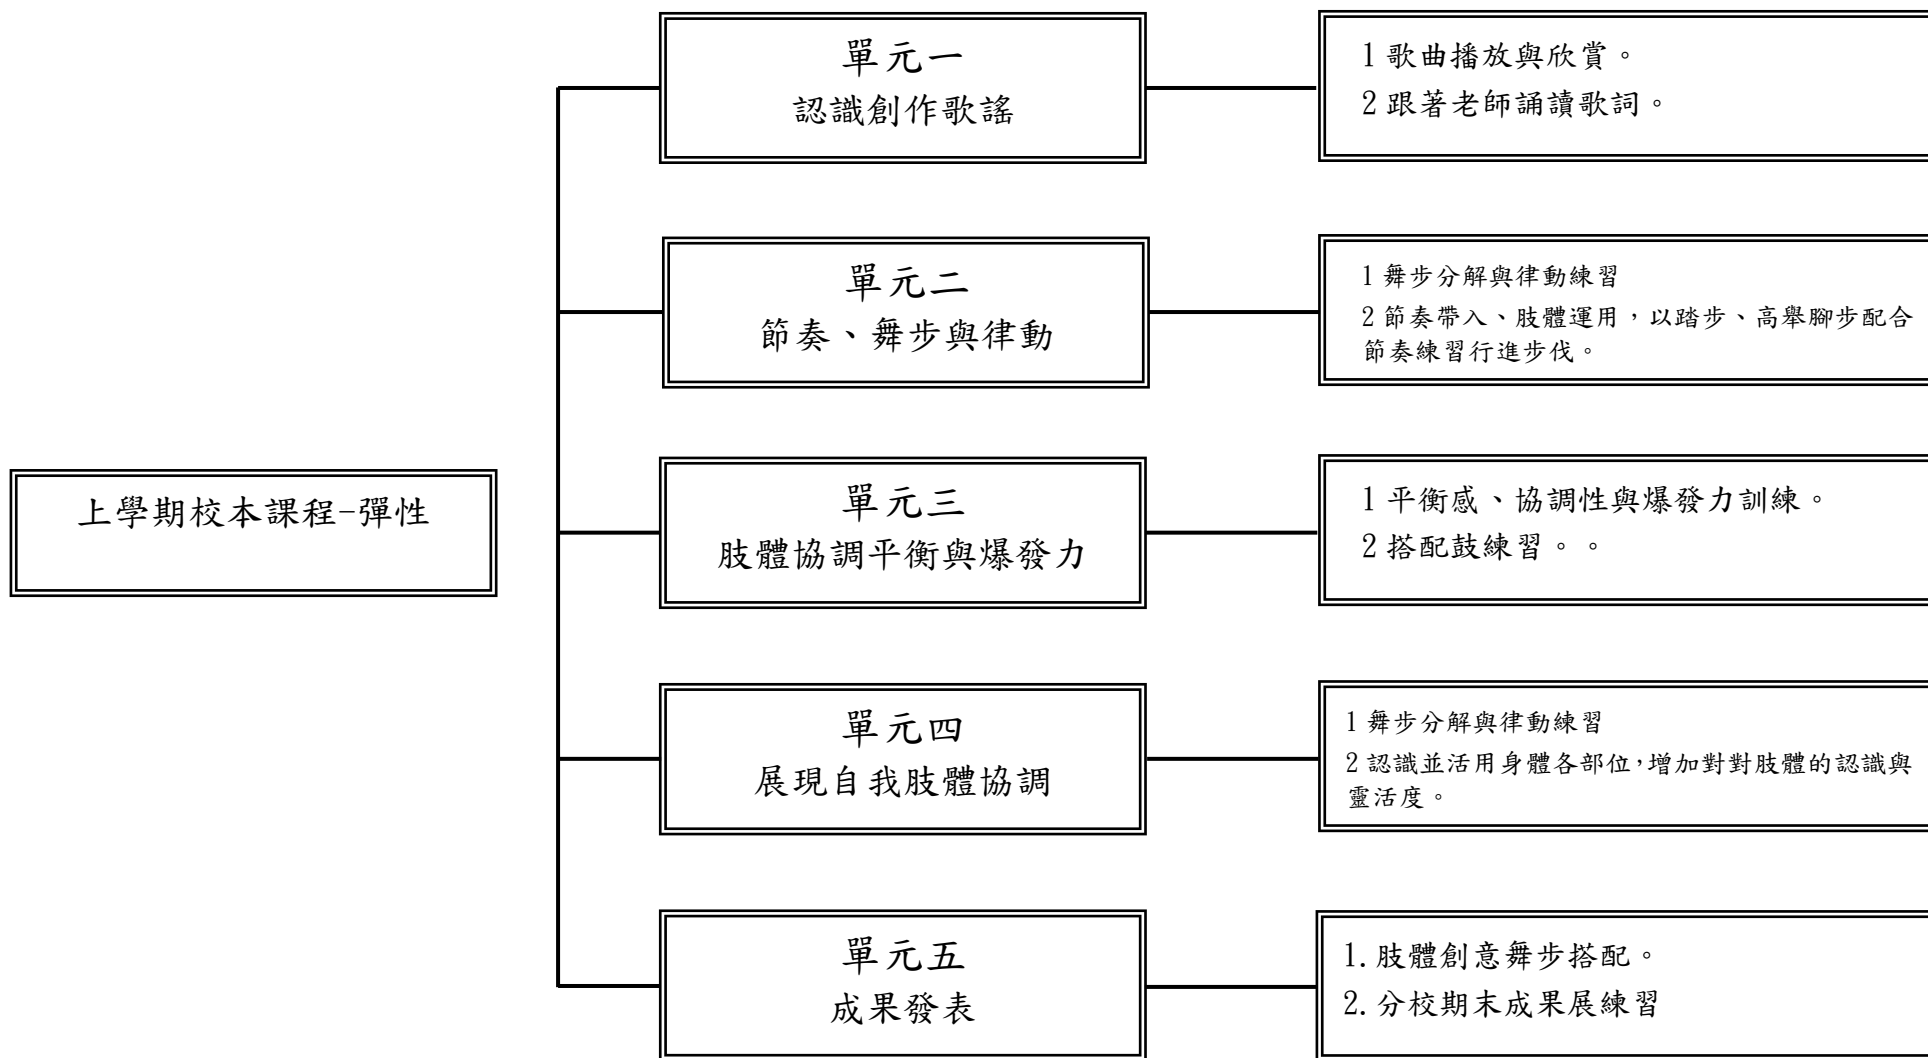 單元一
認識創作歌謠
1 歌曲播放與欣賞。
2 跟著老師誦讀歌詞。
單元二
節奏、舞步與律動
1 舞步分解與律動練習
2 節奏帶入、肢體運用,以踏步、高舉腳步配合
節奏練習行進步伐。
上學期校本課程-彈性
單元三
肢體協調平衡與爆發力
1 平衡感、協調性與爆發力訓練。
2 搭配鼓練習。。
單元四
展現自我肢體協調
1 舞步分解與律動練習
2 認識並活用身體各部位,增加對對肢體的認識與
靈活度。
單元五
成果發表
1. 肢體創意舞步搭配。
2. 分校期末成果展練習